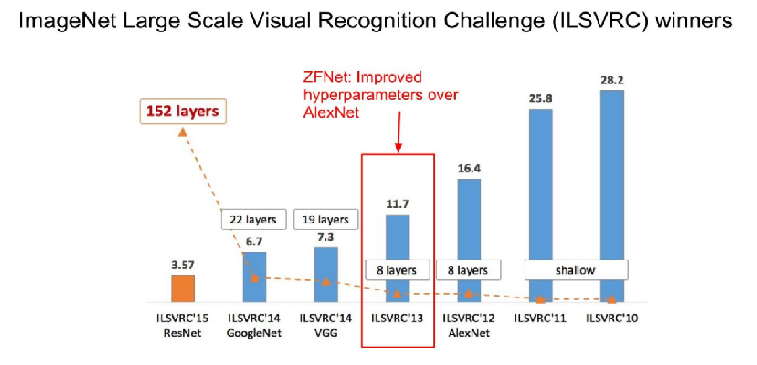 ImageNet Large Scale Visual Recognition Challenge (ILSVRC) winners
ZFNet: Improved
hyperparameters over
AlexNet
152 layers
22 layers
19 layers
8 layers
8 layers
shallow
3.57
6.7
7.3
11.7
16.4
25.8
28.2
ILSVRC'15
ResNet
ILSVRC'14
GoogleNet
ILSVRC'14
VGG
ILSVRC'13
ILSVRC'12
AlexNet
ILSVRC'11
ILSVRC'10